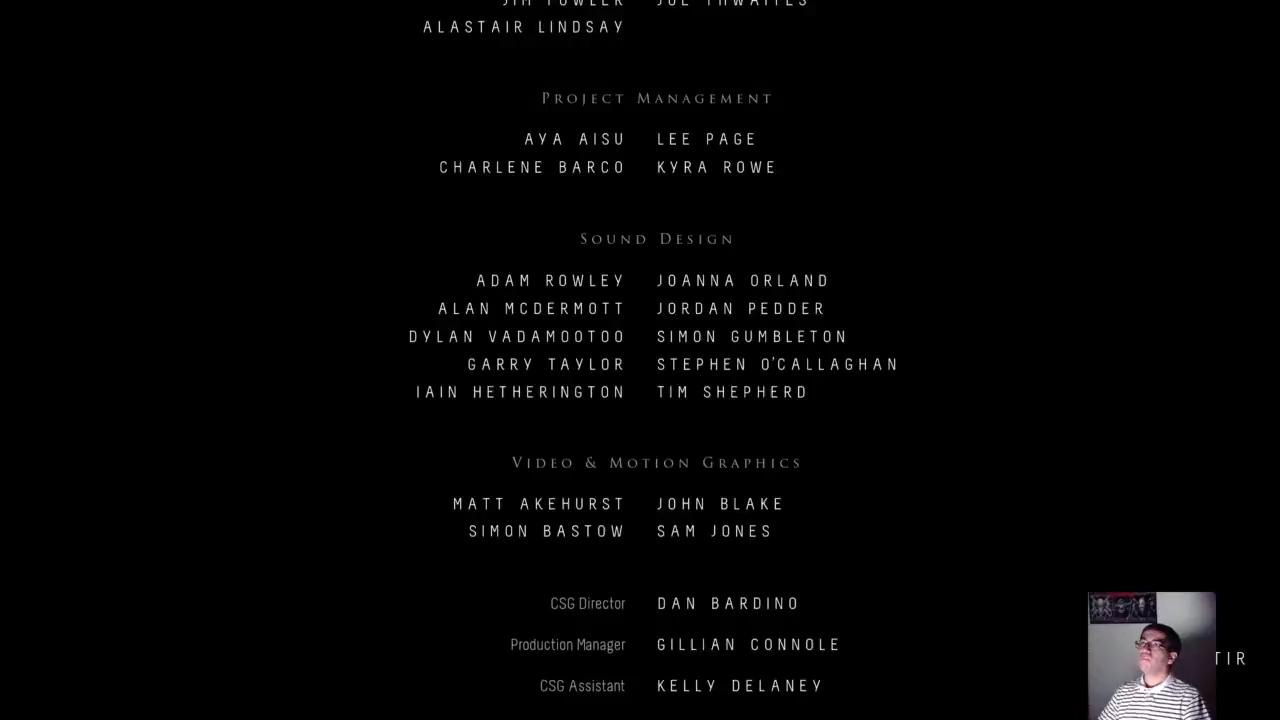 ALASTAIR LINDSAY
PROJECT MANAGEMENT
AYA AISU LEE PAGE
CHARLENE BARCO KYRA ROWE
SOUND DESIGN
ADAM ROWLEY JOANNA ORLAND
ALAN MCDERMOTT JORDAN PEDDER
DYLAN VADAMOOTOO SIMON GUMBLETON
GARRY TAYLOR STEPHEN O'CALLAGHAN
IAIN HETHERINGTON TIM SHEPHERD
VIDEO & MOTION GRAPHICS
MATT AKEHURST JOHN BLAKE
SIMON BASTOW SAM JONES
CSG Director DAN BARDINO
Production Manager GILLIAN CONNOLE
TIR
CSG Assistant KELLY DELANEY